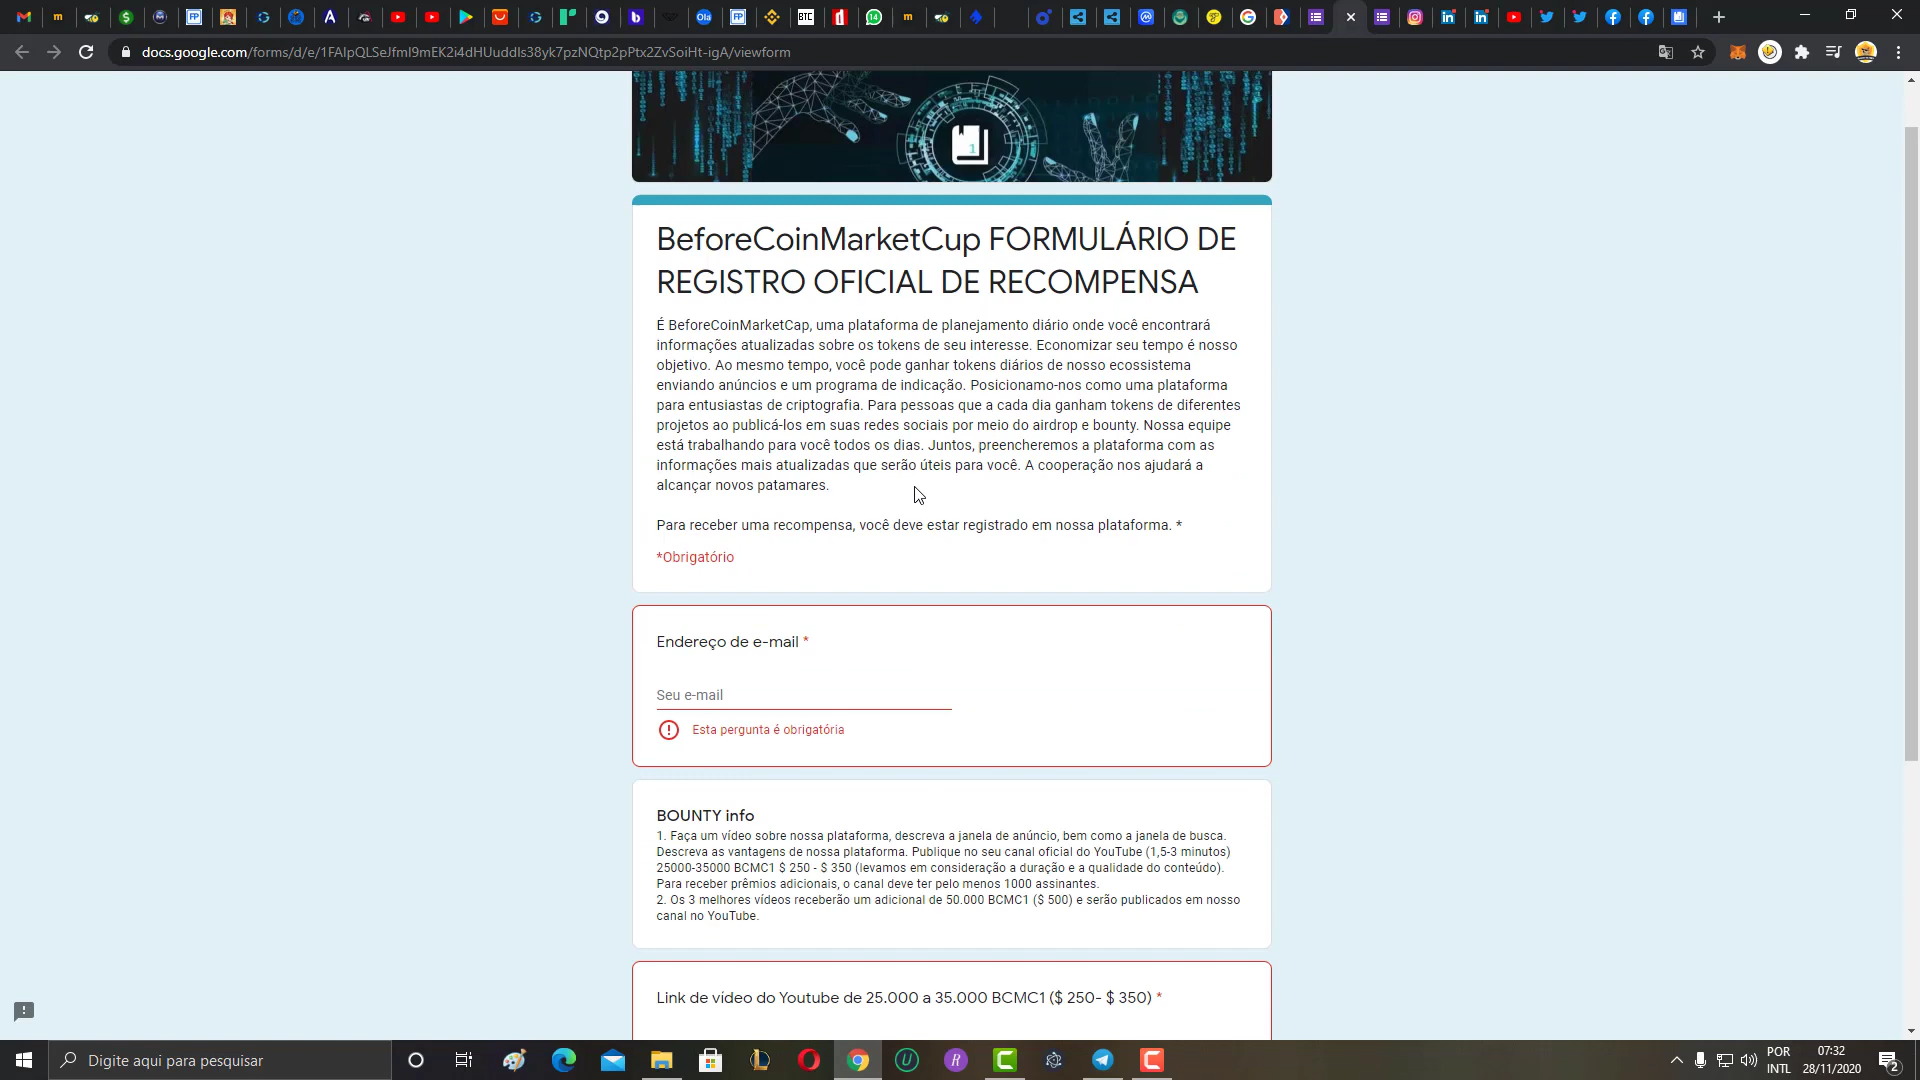 docs.google.com/forms/d/e/1FAIpQLSeJfmI9mEK2i4dHUuddIs38yk7pzNQtp2pPtx2ZvSoiHt-igA/viewform
BeforeCoinMarketCup FORMULÁRIO DE
REGISTRO OFICIAL DE RECOMPENSA
É BeforeCoinMarketCap, uma plataforma de planejamento diário onde você encontrará
informações atualizadas sobre os tokens de seu interesse. Economizar seu tempo é nosso
objetivo. Ao mesmo tempo, você pode ganhar tokens diários de nosso ecossistema
enviando anúncios e um programa de indicação. Posicionamo-nos como uma plataforma
para entusiastas de criptografia. Para pessoas que a cada dia ganham tokens de diferentes
projetos ao publicá-los em suas redes sociais por meio do airdrop e bounty. Nossa equipe
está trabalhando para você todos os dias. Juntos, preencheremos a plataforma com as
informações mais atualizadas que serão úteis para você. A cooperação nos ajudará a
alcançar novos patamares.
Para receber uma recompensa, você deve estar registrado em nossa plataforma. *
*Obrigatório
Endereço de e-mail *
Seu e-mail
Esta pergunta é obrigatória
BOUNTY info
1. Faça um vídeo sobre nossa plataforma, descreva a janela de anúncio, bem como a janela de busca.
Descreva as vantagens de nossa plataforma. Publique no seu canal oficial do YouTube (1,5-3 minutos)
25000-35000 BCMC1 $ 250 - $ 350 (levamos em consideração a duração e a qualidade do conteúdo).
Para receber prêmios adicionais, o canal deve ter pelo menos 1000 assinantes.
2. Os 3 melhores vídeos receberão um adicional de 50.000 BCMC1 ($ 500) e serão publicados em nosso
canal no YouTube.
Link de vídeo do Youtube de 25.000 a 35.000 BCMC1 ($ 250- $ 350) *
Digite aqui para pesquisar
POR
INTL
07:32
28/11/2020
2